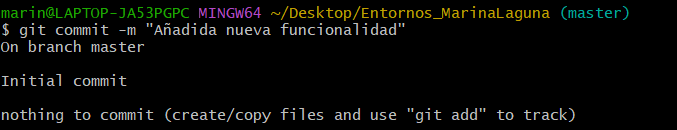 marin@LAPTOP-JA53PGPC MINGW64 ~/Desktop/Entornos_MarinaLaguna (master)
$ git commit -m "Añadida nueva funcionalidad"
On branch master
Initial commit
nothing to commit (create/copy files and use "git add" to track)